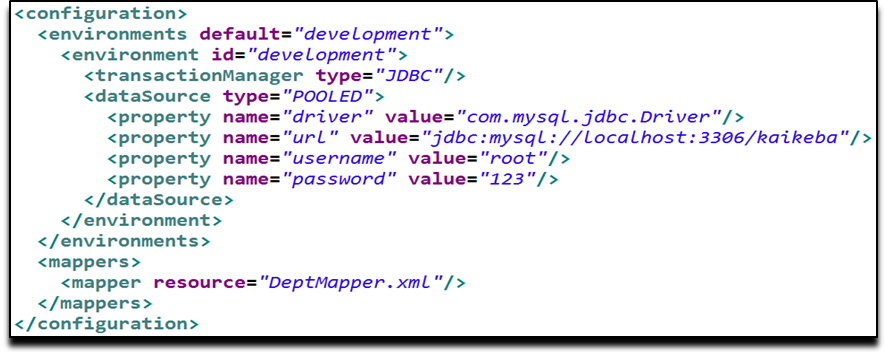 <configuration>
  <environments default="development">
    <environment id="development">
      <transactionManager type="JDBC"/>
      <dataSource type="POOLED">
        <property name="driver" value="com.mysql.jdbc.Driver"/>
        <property name="url" value="jdbc:mysql://localhost:3306/kaikeba"/>
        <property name="username" value="root"/>
        <property name="password" value="123"/>
      </dataSource>
    </environment>
  </environments>
  <mappers>
    <mapper resource="DeptMapper.xml"/>
  </mappers>
</configuration>